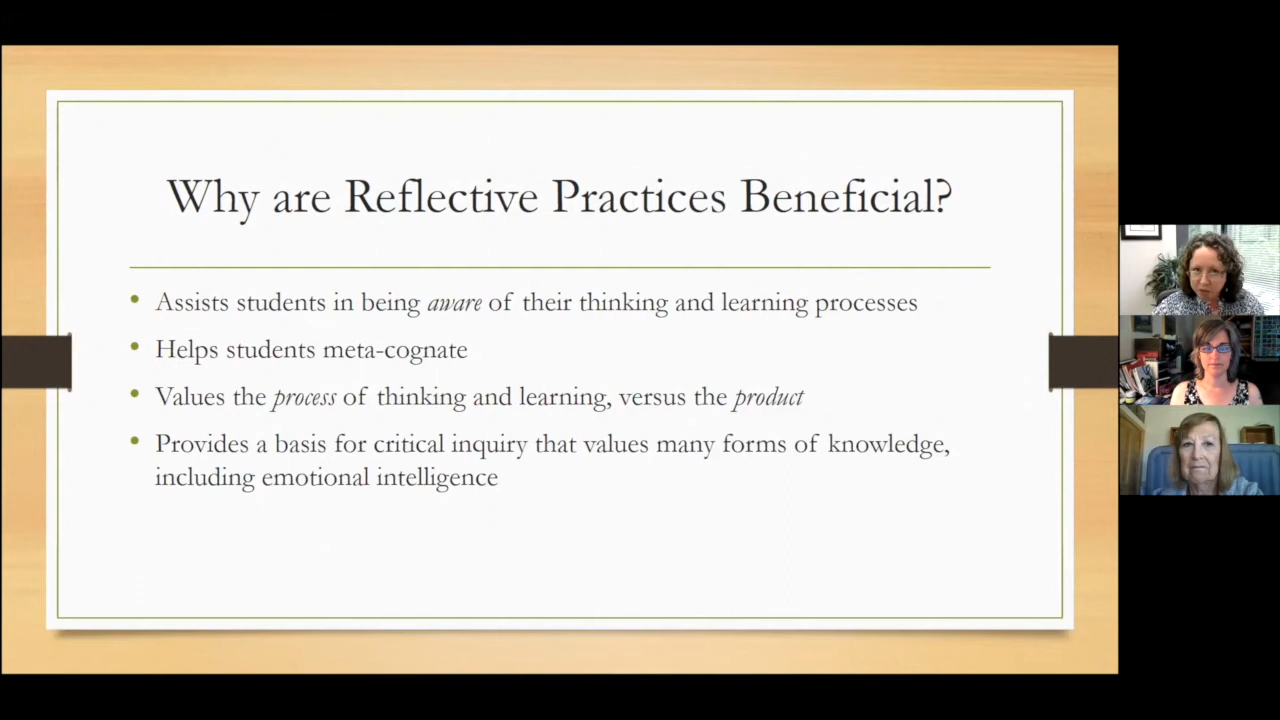 Why are Reflective Practices Beneficial?
• Assists students in being aware of their thinking and learning processes
• Helps students meta-cognate
• Values the process of thinking and learning, versus the product
• Provides a basis for critical inquiry that values many forms of knowledge,
including emotional intelligence